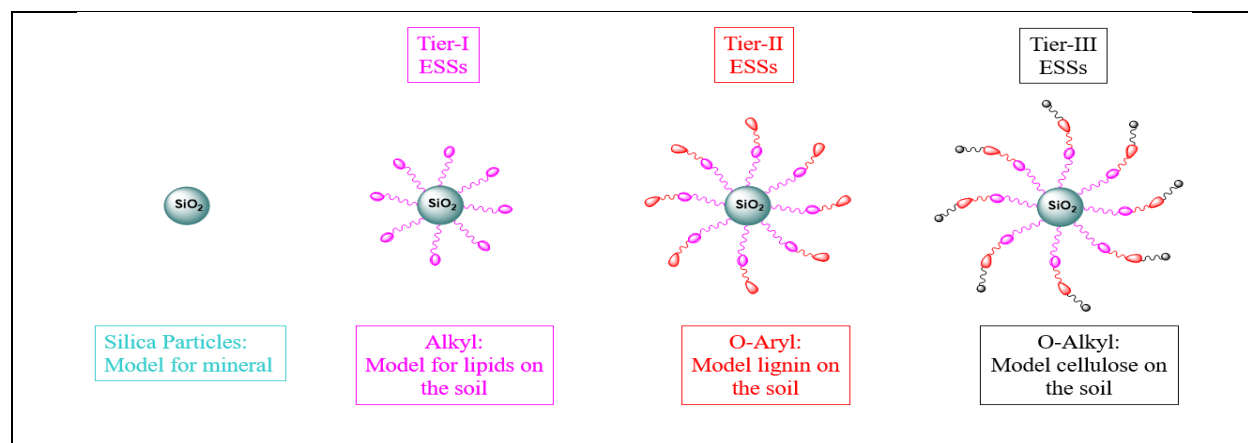 Tier-I
ESSs
Tier-II
ESSs
Tier-III
ESSs
SiO2
SiO2
SiO2
SiO2
Silica Particles:
Model for mineral
Alkyl:
Model for lipids on
the soil
O-Aryl:
Model lignin on
the soil
O-Alkyl:
Model cellulose on
the soil